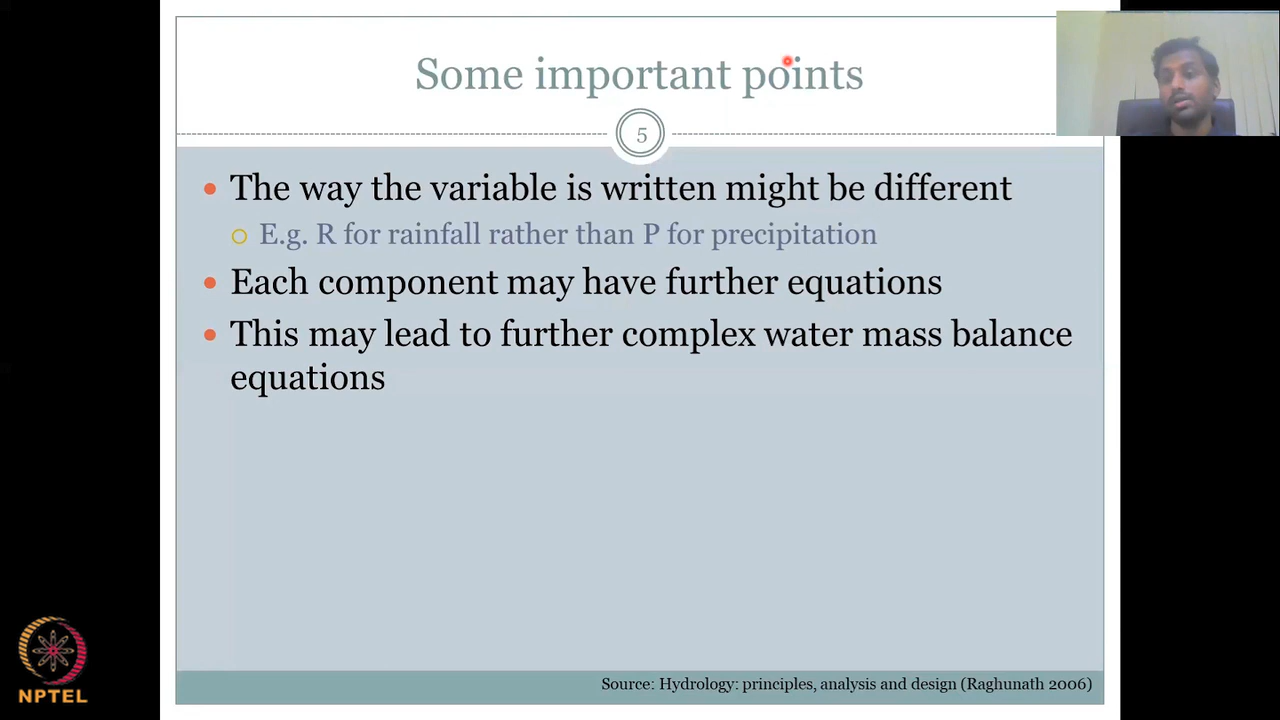 Some important points
5
The way the variable is written might be different
E.g. R for rainfall rather than P for precipitation
Each component may have further equations
This may lead to further complex water mass balance
equations
Source: Hydrology: principles, analysis and design (Raghunath 2006)
NPTEL